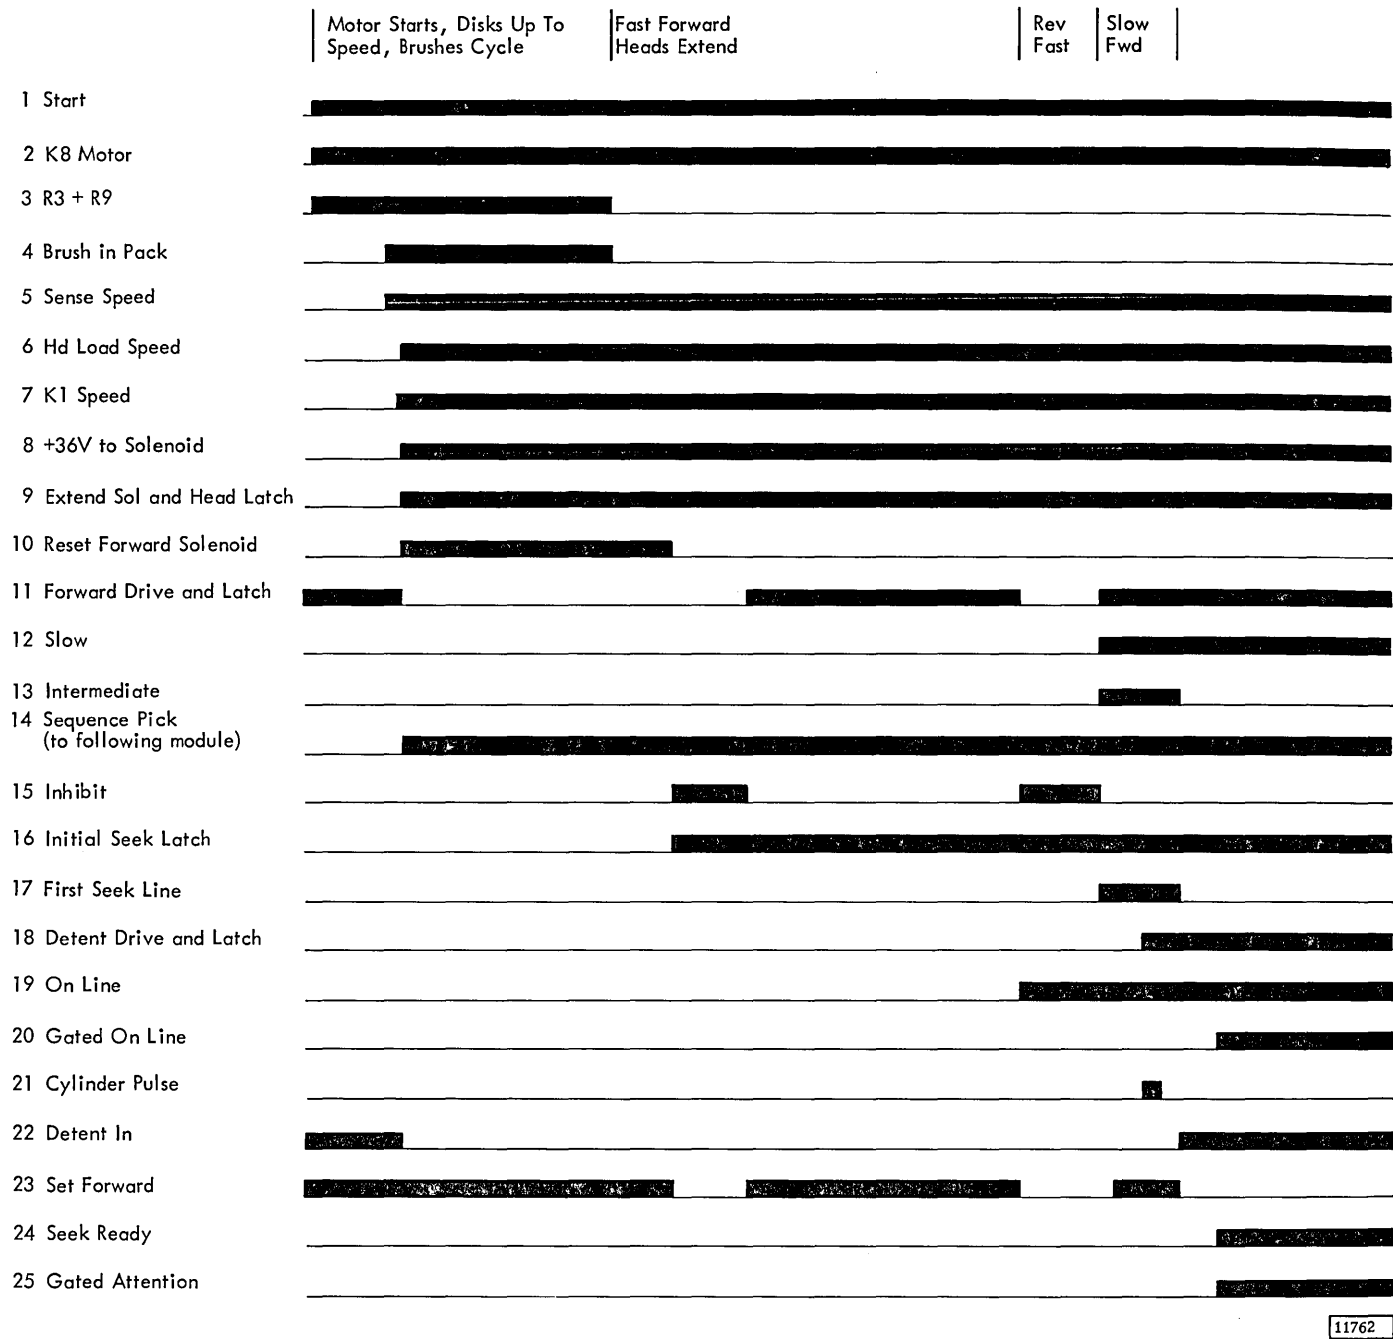 Motor Starts, Disks Up To
Speed, Brushes Cycle
Fast Forward
Heads Extend
Rev
Fast
Slow
Fwd
1 Start
2 K8 Motor
3 R3 + R9
4 Brush in Pack
5 Sense Speed
6 Hd Load Speed
7 K1 Speed
8 +36V to Solenoid
9 Extend Sol and Head Latch
10 Reset Forward Solenoid
11 Forward Drive and Latch
12 Slow
13 Intermediate
14 Sequence Pick
(to following module)
15 Inhibit
16 Initial Seek Latch
17 First Seek Line
18 Detent Drive and Latch
19 On Line
20 Gated On Line
21 Cylinder Pulse
22 Detent In
23 Set Forward
24 Seek Ready
25 Gated Attention
11762